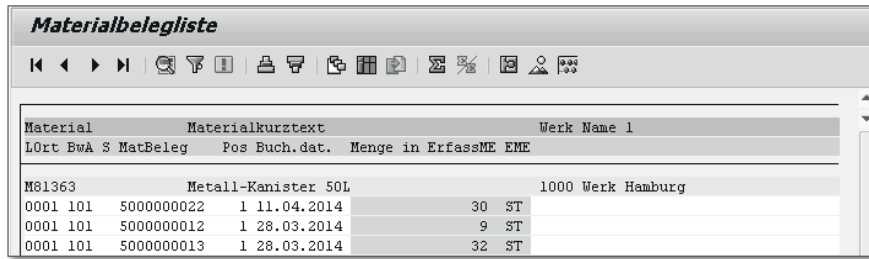 Materialbelegliste
Material Materialkurztext Werk Name 1
LOrt BwA S MatBeleg Pos Buch.dat. Menge in ErfassME EME
M81363 Metall-Kanister 50L 1000 Werk Hamburg
0001 101 5000000022 1 11.04.2014 30 ST
0001 101 5000000012 1 28.03.2014 9 ST
0001 101 5000000013 1 28.03.2014 32 ST